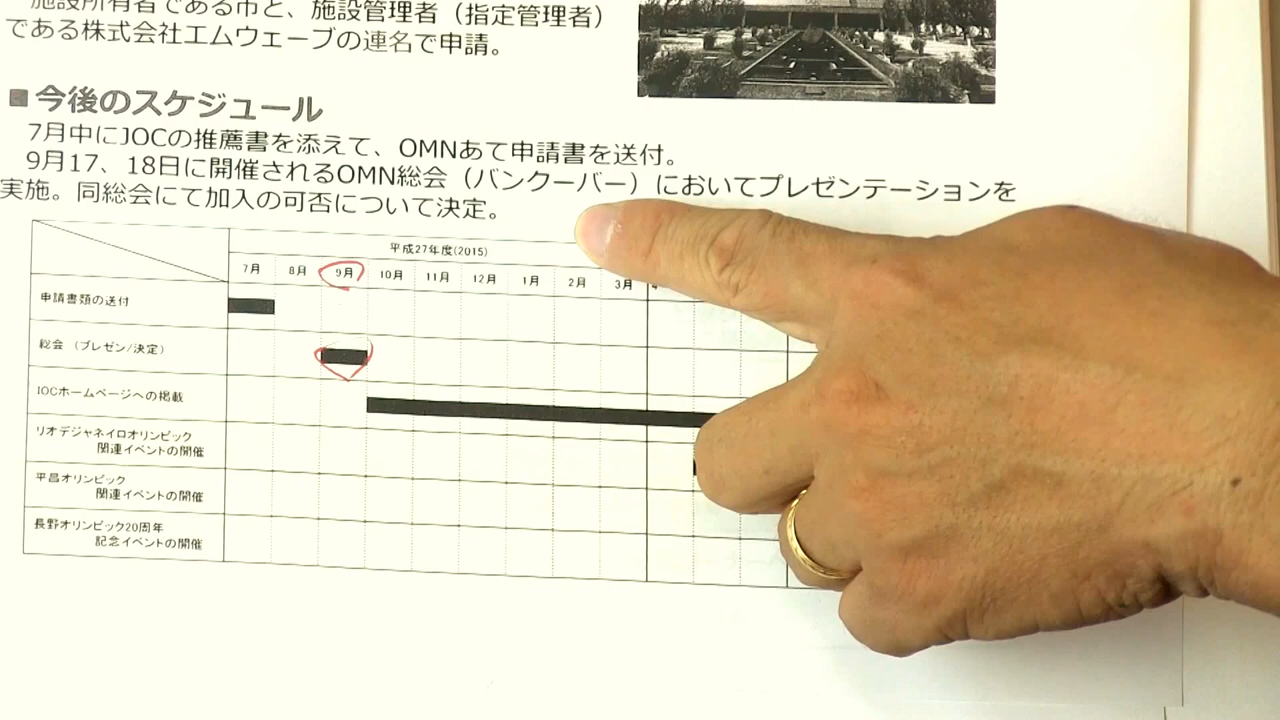 施設所有者である市と、施設管理者（指定管理者）
である株式会社エムウェーブの連名で申請。
■今後のスケジュール
7月中にJOCの推薦書を添えて、OMNあて申請書を送付。
9月17、18日に開催されるOMN総会（バンクーバー）においてプレゼンテーションを
実施。同総会にて加入の可否について決定。
平成27年度(2015)
7月 8月 9月 10月 11月 12月 1月 2月 3月
申請書類の送付
総会（プレゼン/決定）
IOCホームページへの掲載
リオデジャネイロオリンピック
関連イベントの開催
平昌オリンピック
関連イベントの開催
長野オリンピック20周年
記念イベントの開催